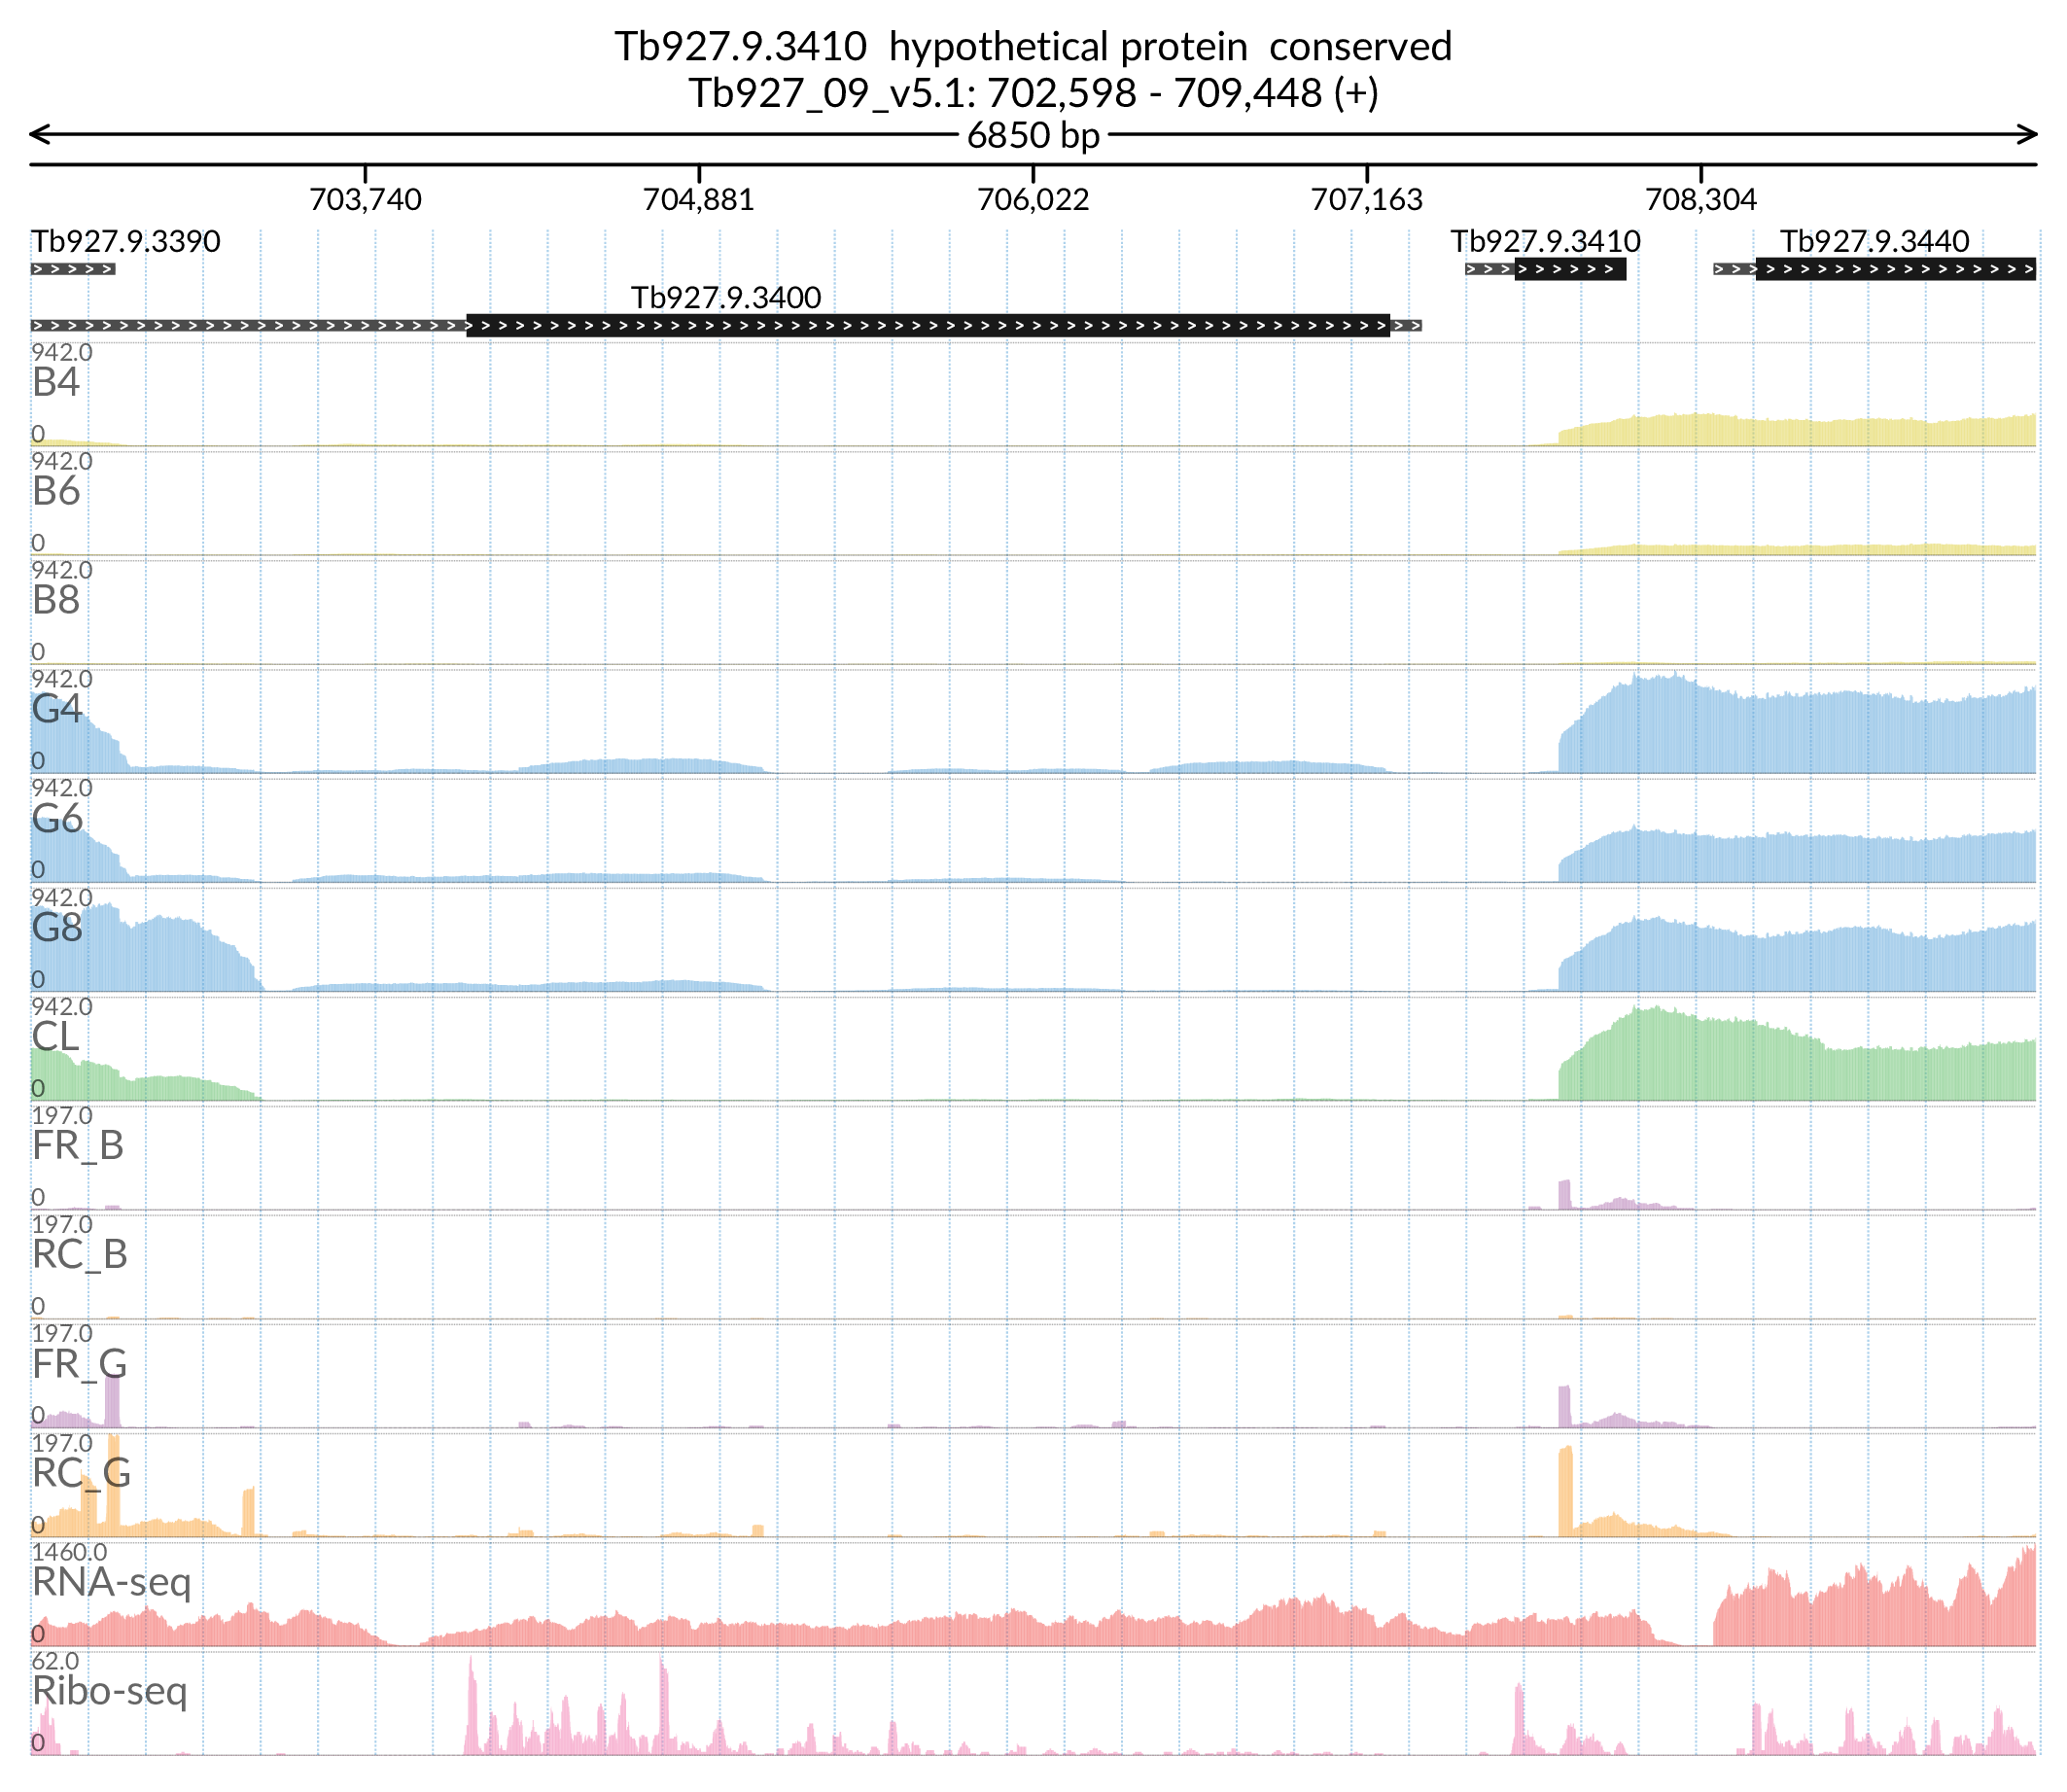 Tb927.9.3410 hypothetical protein conserved
Tb927_09_v5.1: 702,598 - 709,448 (+)
6850 bp
703,740 704,881 706,022 707,163 708,304
Tb927.9.3390 Tb927.9.3410 Tb927.9.3440
Tb927.9.3400
942.0
B4
0
942.0
B6
0
942.0
B8
0
942.0
G4
0
942.0
G6
0
942.0
G8
0
942.0
CL
0
197.0
FR_B
0
197.0
RC_B
0
197.0
FR_G
0
197.0
RC_G
0
1460.0
RNA-seq
0
62.0
Ribo-seq
0